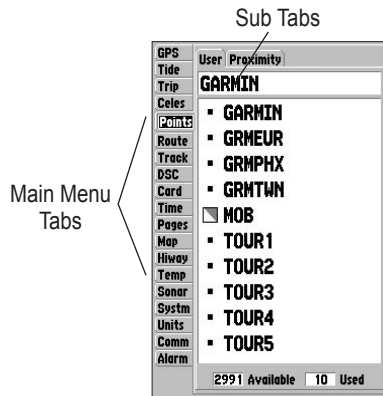 Sub Tabs
Main Menu
Tabs
GPS
Tide
Trip
Celes
Points
Route
Track
DSC
Card
Time
Pages
Map
Hiway
Temp
Sonar
Systm
Units
Comm
Alarm
User Proximity
GARMIN
GARMIN
GRMEUR
GRMPHX
GRMTWN
MOB
TOUR1
TOUR2
TOUR3
TOUR4
TOUR5
2991 Available 10 Used